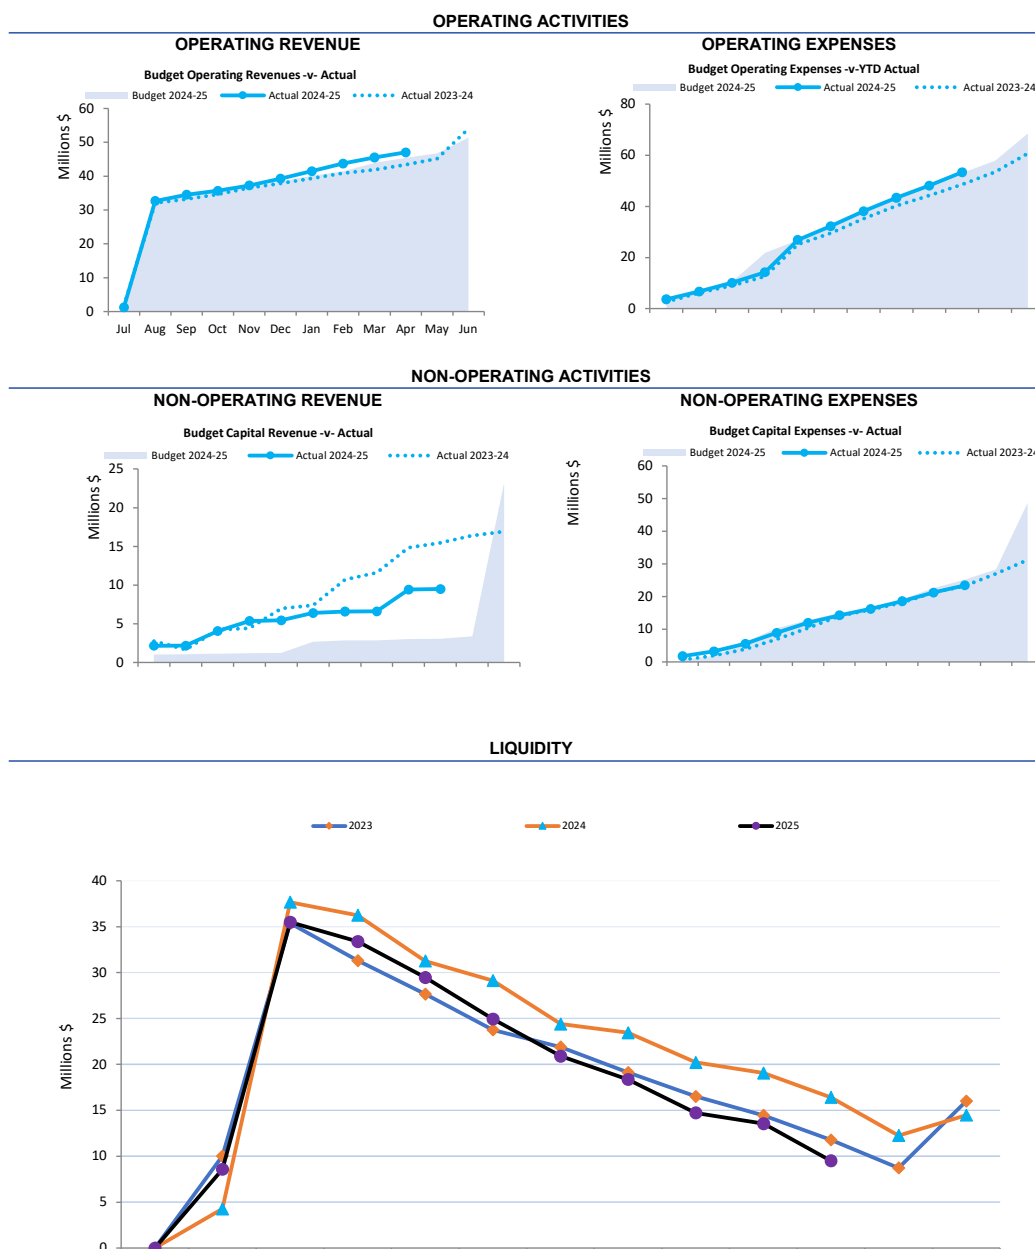 OPERATING ACTIVITIES
OPERATING REVENUE
Budget Operating Revenues -v- Actual
Budget 2024-25 Actual 2024-25 Actual 2023-24
Millions $
60
50
40
30
20
10
0
Jul Aug Sep Oct Nov Dec Jan Feb Mar Apr May Jun
OPERATING EXPENSES
Budget Operating Expenses -v-YTD Actual
Budget 2024-25 Actual 2024-25 Actual 2023-24
Millions $
80
60
40
20
0
NON-OPERATING ACTIVITIES
NON-OPERATING REVENUE
Budget Capital Revenue -v- Actual
Budget 2024-25 Actual 2024-25 Actual 2023-24
Millions $
25
20
15
10
5
0
NON-OPERATING EXPENSES
Budget Capital Expenses -v- Actual
Budget 2024-25 Actual 2024-25 Actual 2023-24
Millions $
60
50
40
30
20
10
0
LIQUIDITY
2023 2024 2025
Millions $
40
35
30
25
20
15
10
5
0